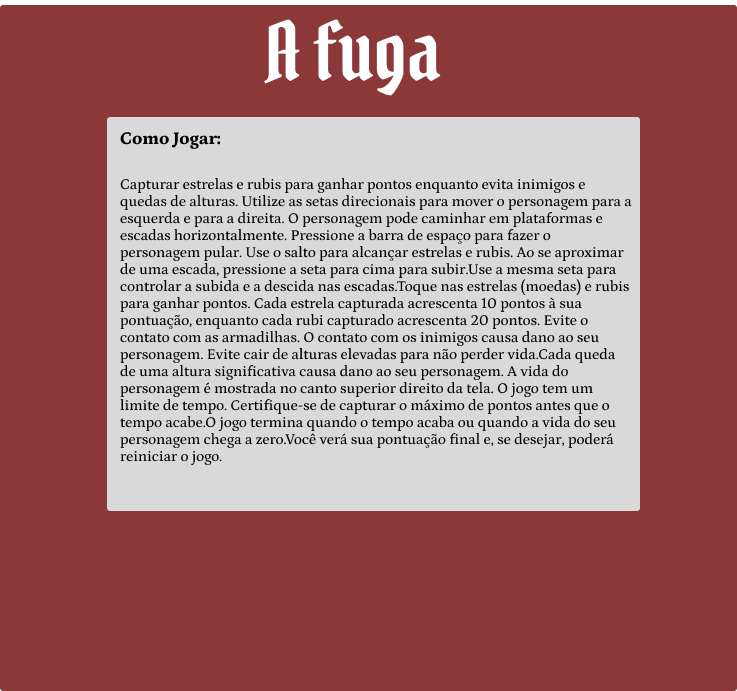 A fuga
Como Jogar:
Capturar estrelas e rubis para ganhar pontos enquanto evita inimigos e
quedas de alturas. Utilize as setas direcionais para mover o personagem para a
esquerda e para a direita. O personagem pode caminhar em plataformas e
escadas horizontalmente. Pressione a barra de espaço para fazer o
personagem pular. Use o salto para alcançar estrelas e rubis. Ao se aproximar
de uma escada, pressione a seta para cima para subir.Use a mesma seta para
controlar a subida e a descida nas escadas.Toque nas estrelas (moedas) e rubis
para ganhar pontos. Cada estrela capturada acrescenta 10 pontos à sua
pontuação, enquanto cada rubi capturado acrescenta 20 pontos. Evite o
contato com as armadilhas. O contato com os inimigos causa dano ao seu
personagem. Evite cair de alturas elevadas para não perder vida.Cada queda
de uma altura significativa causa dano ao seu personagem. A vida do
personagem é mostrada no canto superior direito da tela. O jogo tem um
limite de tempo. Certifique-se de capturar o máximo de pontos antes que o
tempo acabe.O jogo termina quando o tempo acaba ou quando a vida do seu
personagem chega a zero.Você verá sua pontuação final e, se desejar, poderá
reiniciar o jogo.